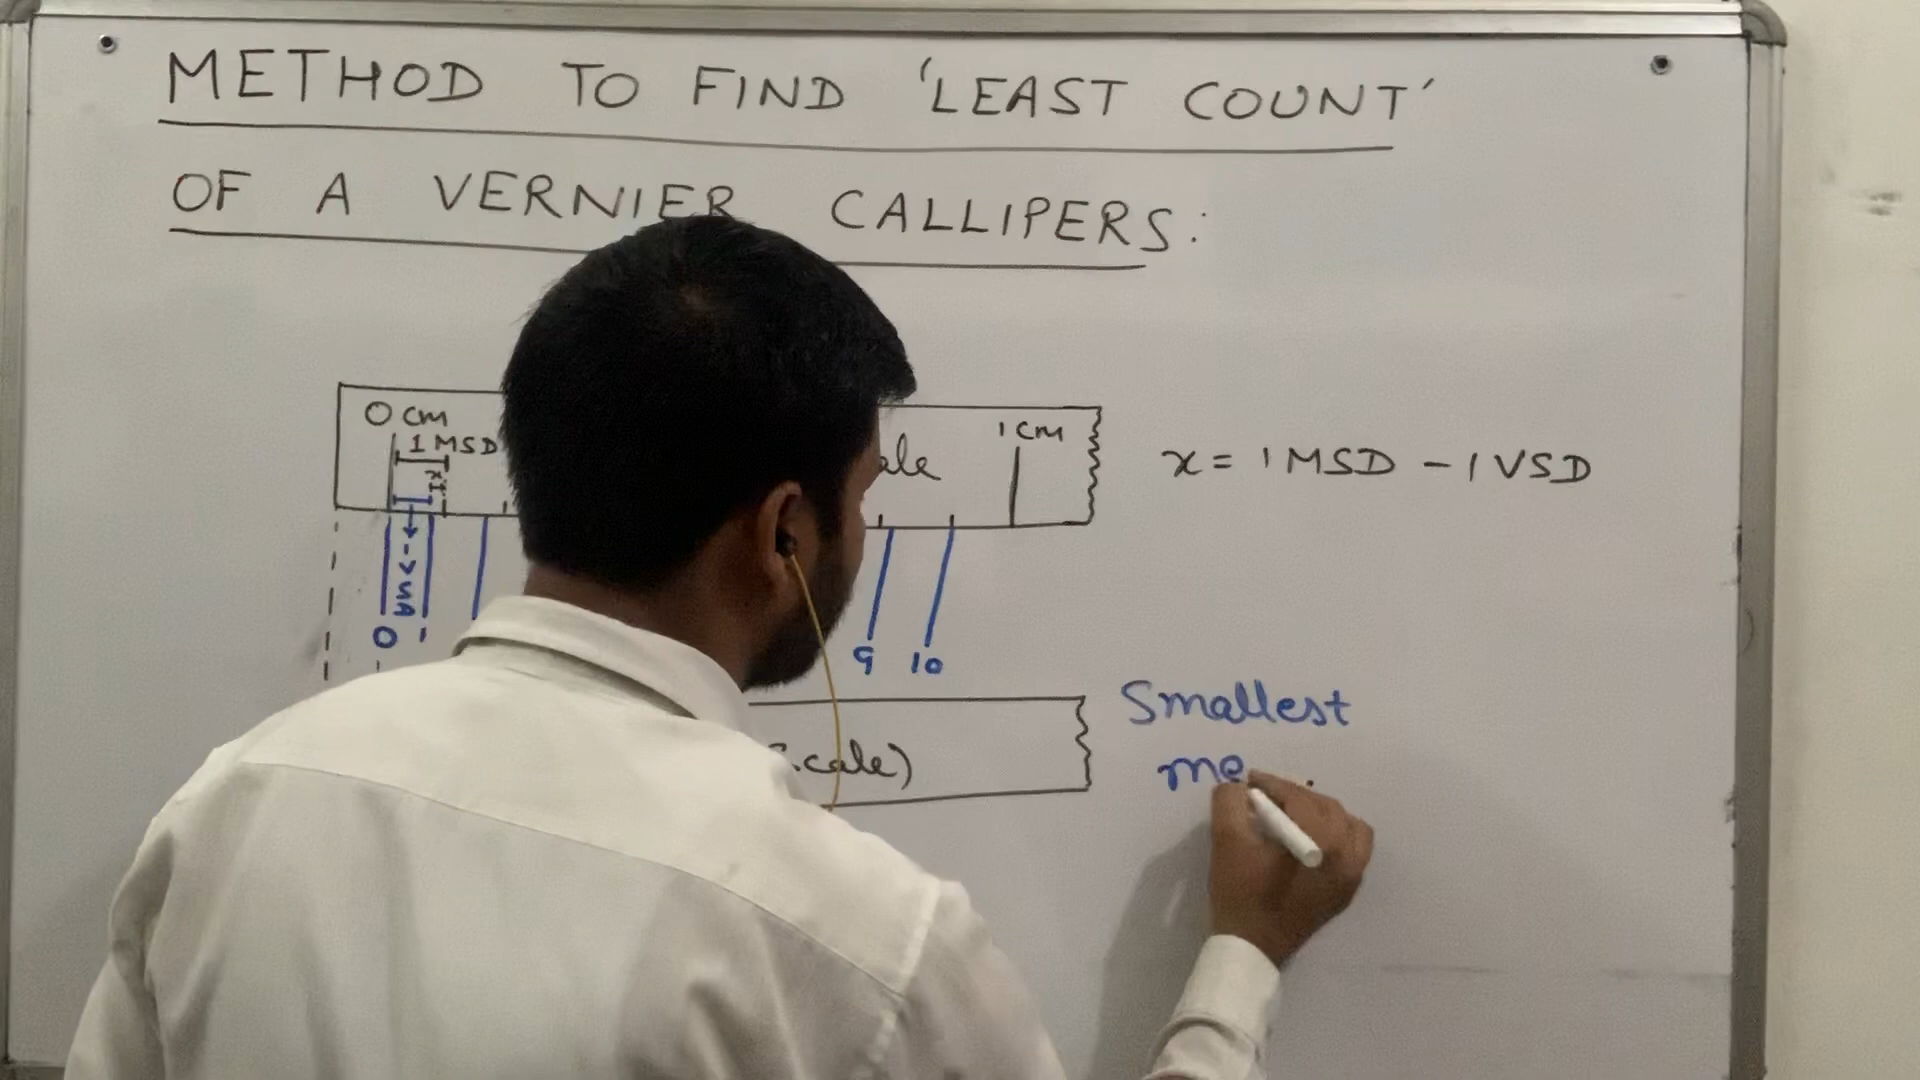 METHOD TO FIND 'LEAST COUNT'
OF A VERNIER CALLIPERS:
0 CM
1 MSD
1 CM
x = 1 MSD - 1 VSD
x
0 1
9 10
Smallest
me